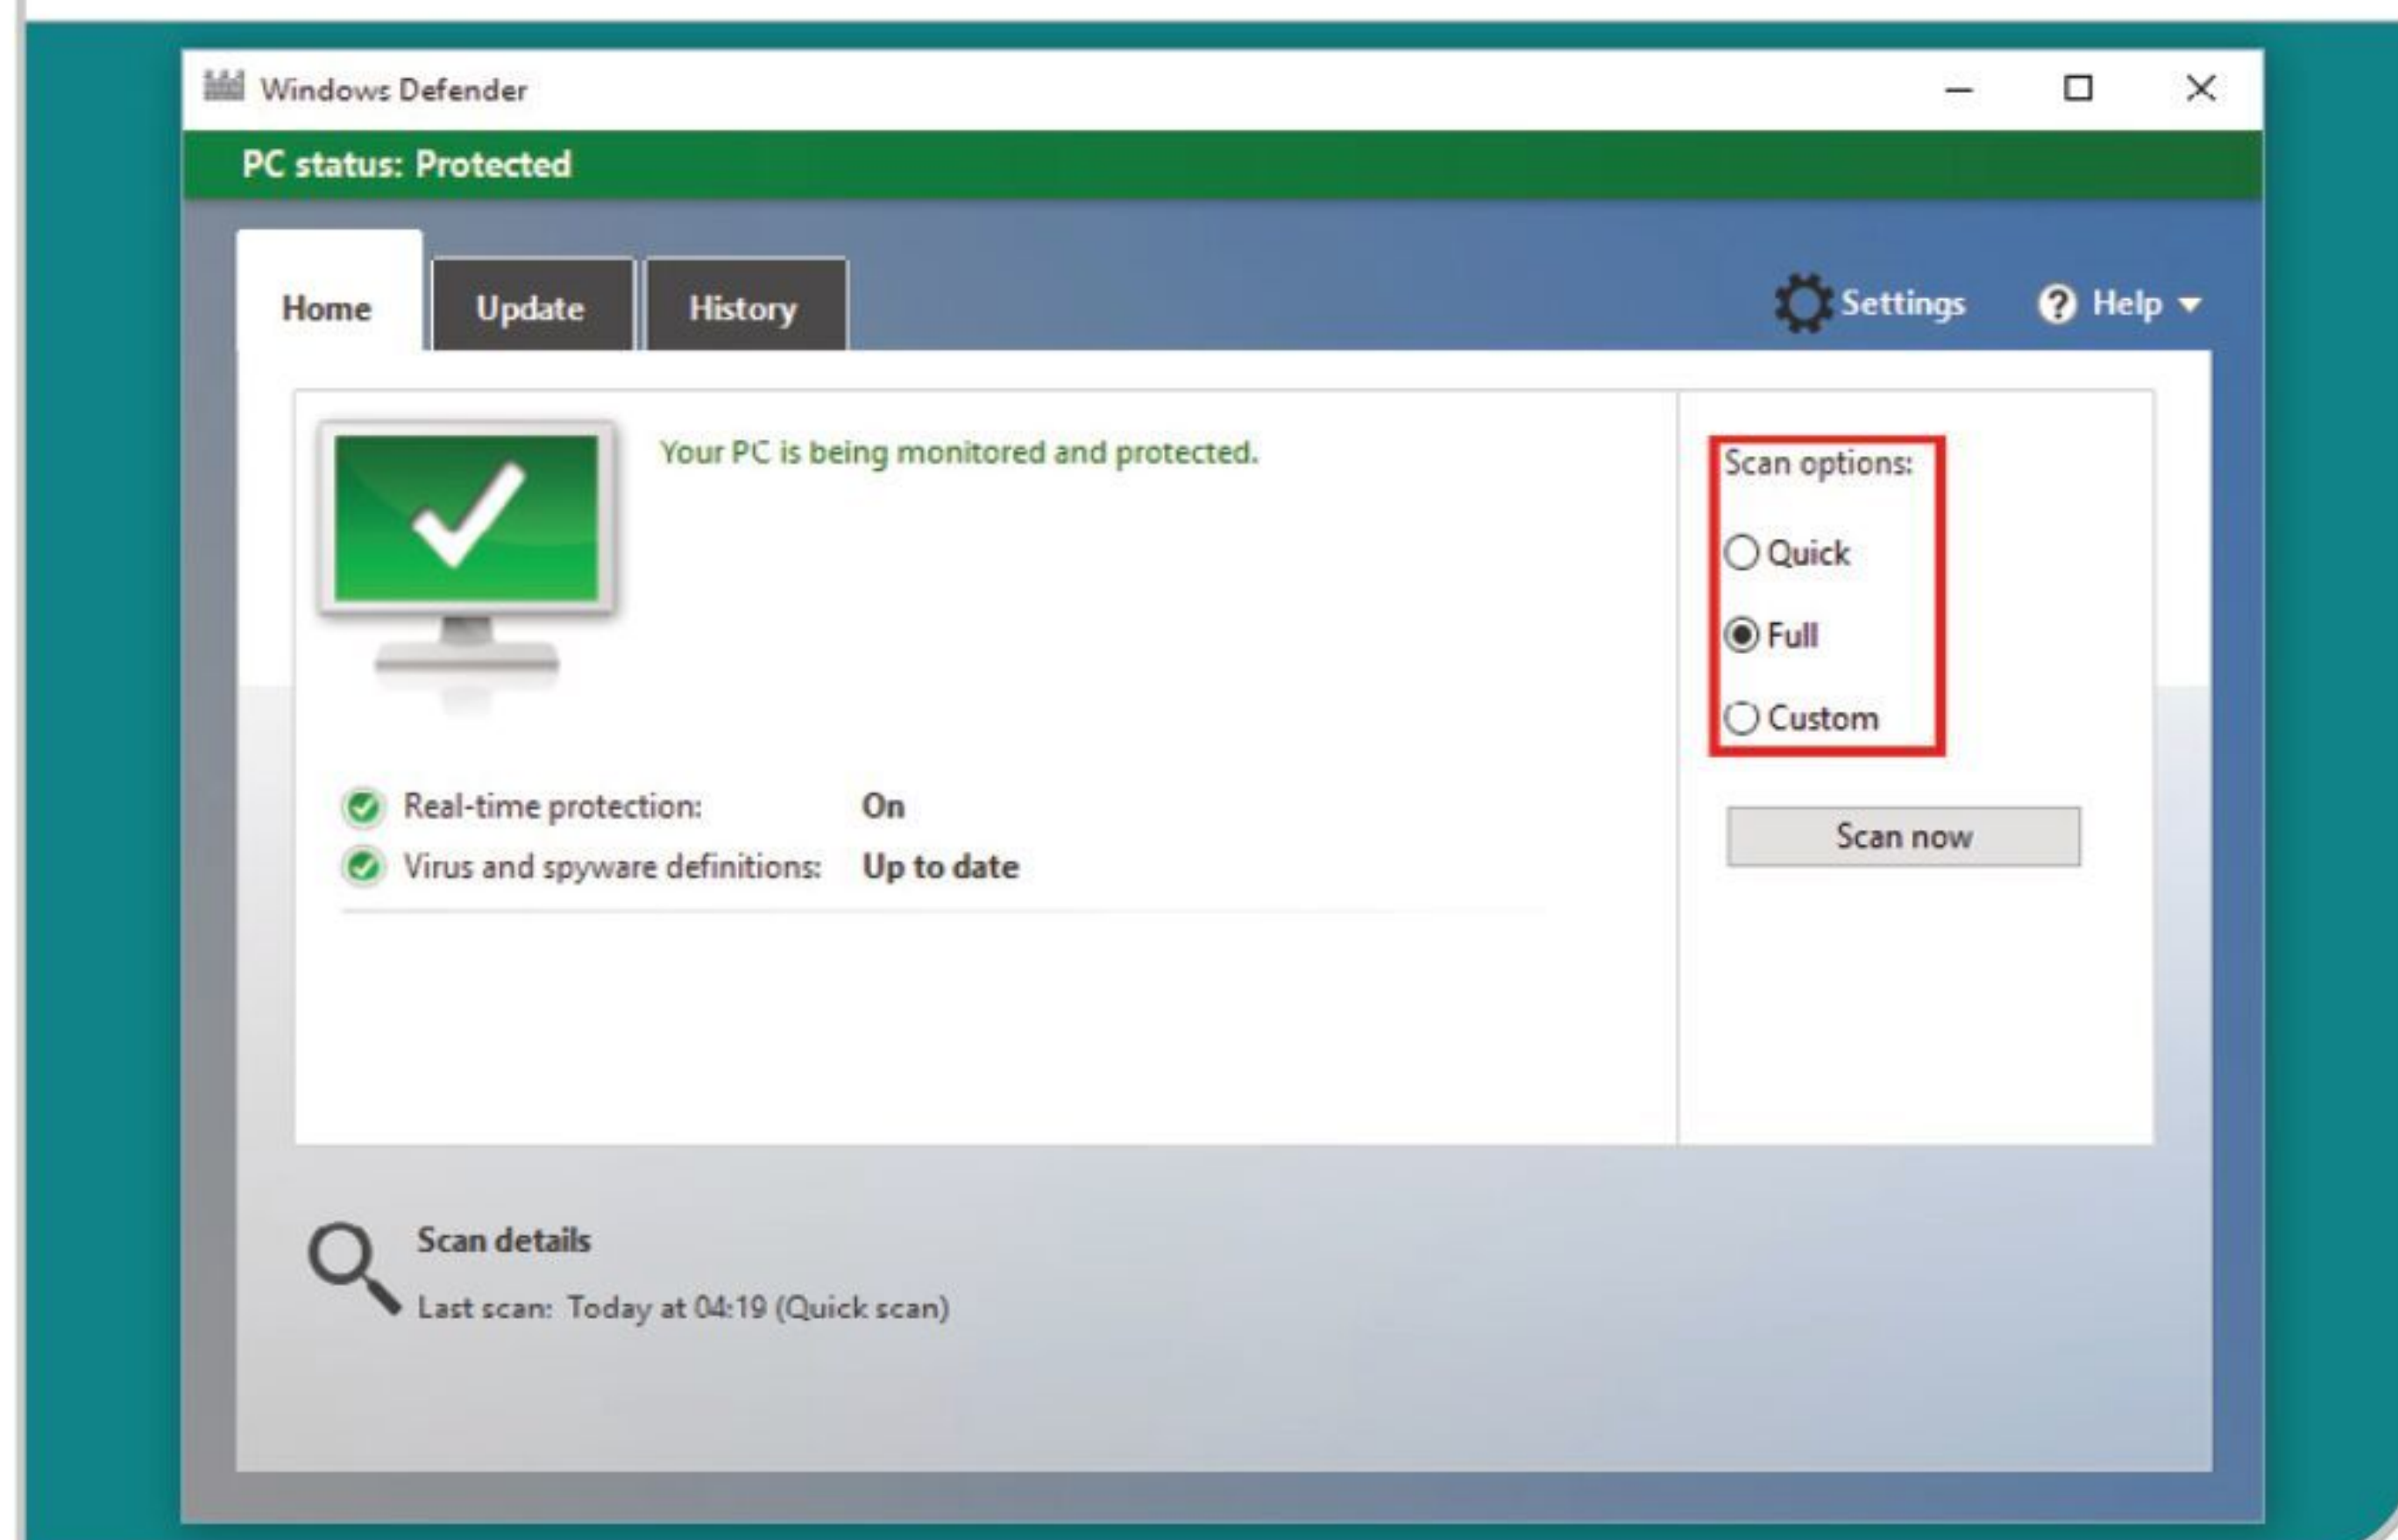 Windows Defender
PC status: Protected
Home
Update
History
Settings
? Help
Your PC is being monitored and protected.
Scan options:
Quick
Full
Custom
Real-time protection: On
Virus and spyware definitions: Up to date
Scan now
Scan details
Last scan: Today at 04:19 (Quick scan)